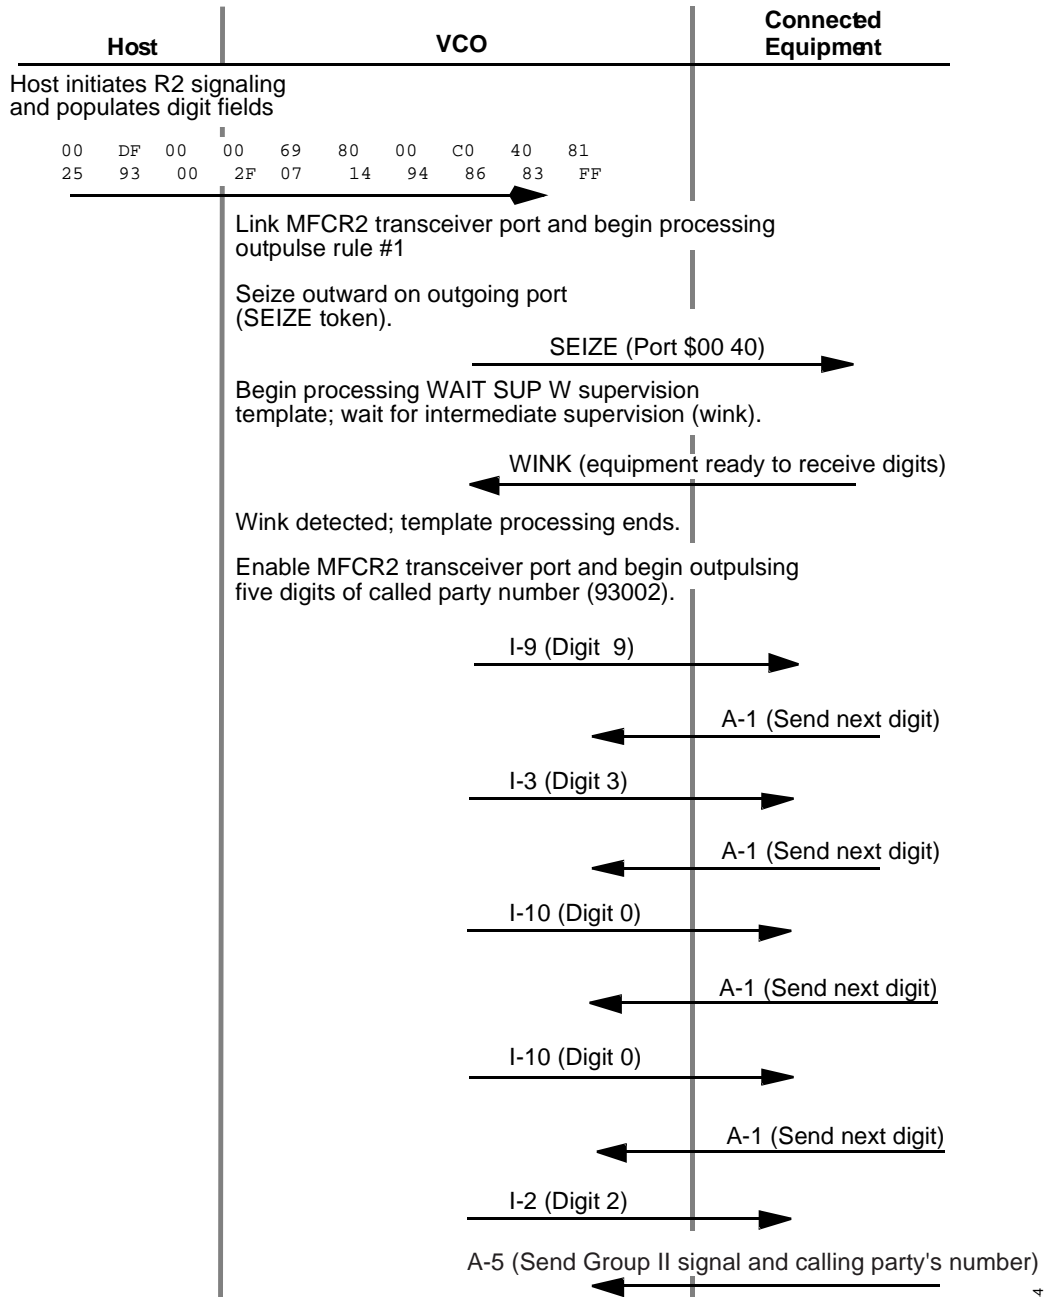 Host
VCO
Connected
Equipment
Host initiates R2 signaling
and populates digit fields
00 DF 00 00 69 80 00 C0 40 81
25 93 00 2F 07 14 94 86 83 FF
Link MFCR2 transceiver port and begin processing
outpulse rule #1
Seize outward on outgoing port
(SEIZE token).
SEIZE (Port $00 40)
Begin processing WAIT SUP W supervision
template; wait for intermediate supervision (wink).
WINK (equipment ready to receive digits)
Wink detected; template processing ends.
Enable MFCR2 transceiver port and begin outpulsing
five digits of called party number (93002).
I-9 (Digit 9)
A-1 (Send next digit)
I-3 (Digit 3)
A-1 (Send next digit)
I-10 (Digit 0)
A-1 (Send next digit)
I-10 (Digit 0)
A-1 (Send next digit)
I-2 (Digit 2)
A-5 (Send Group II signal and calling party's number)
4